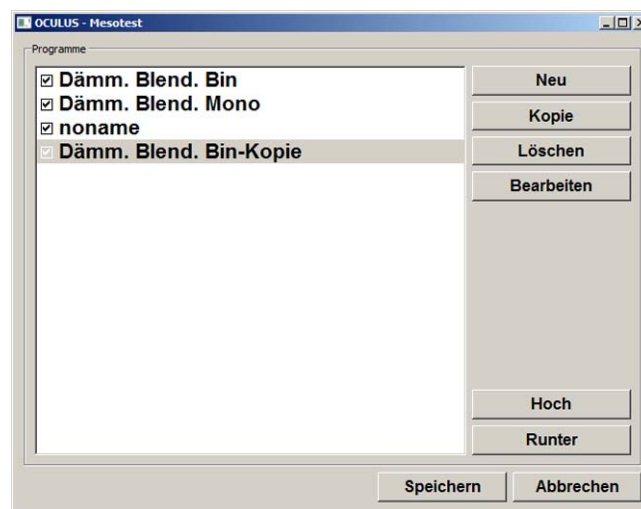 OCULUS - Mesotest
Programme
Dämm. Blend. Bin
Dämm. Blend. Mono
noname
Dämm. Blend. Bin-Kopie
Neu
Kopie
Löschen
Bearbeiten
Hoch
Runter
Speichern
Abbrechen